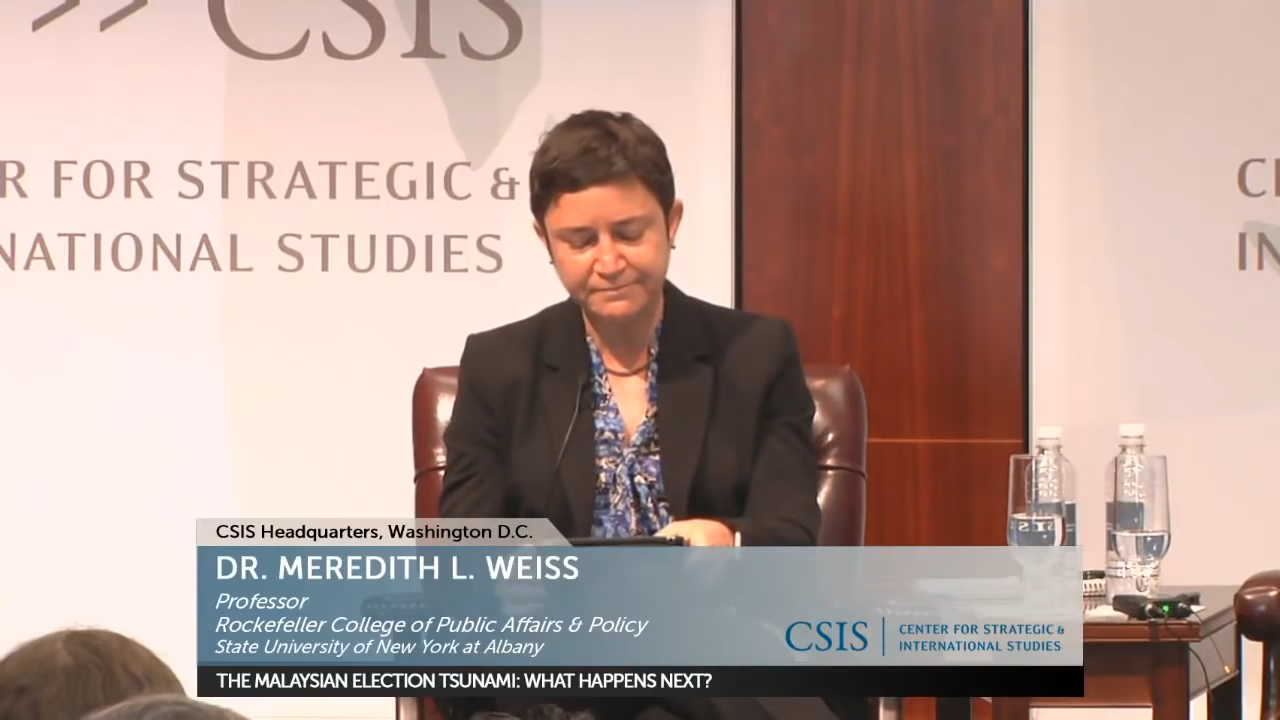 >> CSIS
R FOR STRATEGIC &
NATIONAL STUDIES
CSIS Headquarters, Washington D.C.
DR. MEREDITH L. WEISS
Professor
Rockefeller College of Public Affairs & Policy
State University of New York at Albany
CSIS | CENTER FOR STRATEGIC &
INTERNATIONAL STUDIES
THE MALAYSIAN ELECTION TSUNAMI: WHAT HAPPENS NEXT?